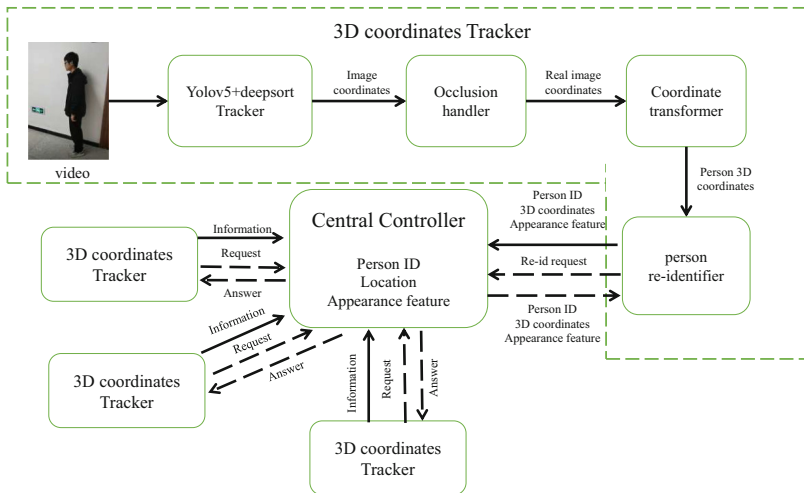 3D coordinates Tracker
Yolov5+deepsort
Tracker
Image
coordinates
Occlusion
handler
Real image
coordinates
Coordinate
transformer
video
Person 3D
coordinates
Person ID
3D coordinates
Appearance feature
person
re-identifier
Re-id request
Person ID
3D coordinates
Appearance feature
Central Controller
Person ID
Location
Appearance feature
3D coordinates
Tracker
Information
Request
Answer
3D coordinates
Tracker
Information
Request
Answer
3D coordinates
Tracker
Information
Request
Answer